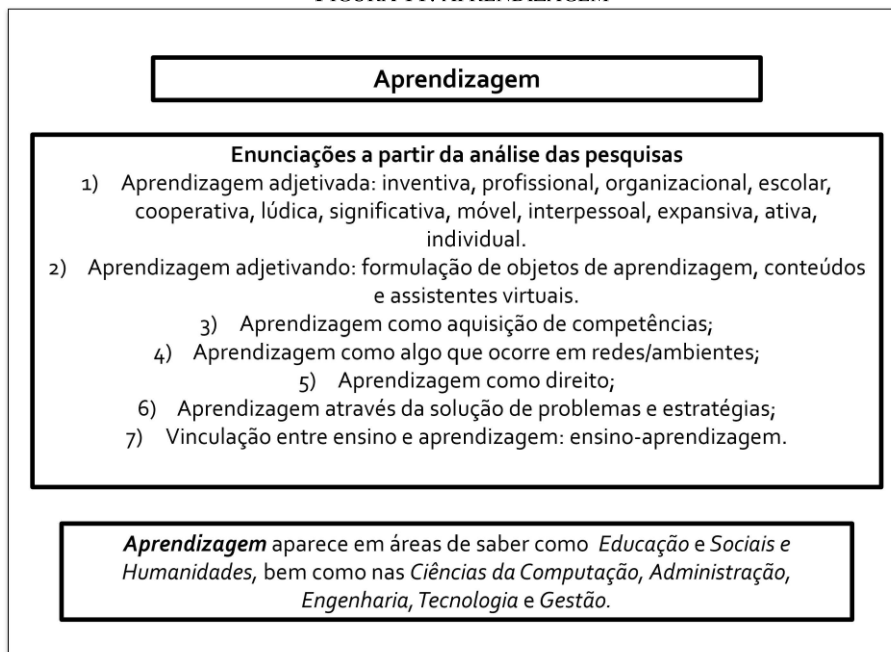 FIGURA 11: APRENDIZAGEM
Aprendizagem
Enunciações a partir da análise das pesquisas
1) Aprendizagem adjetivada: inventiva, profissional, organizacional, escolar,
cooperativa, lúdica, significativa, móvel, interpessoal, expansiva, ativa,
individual.
2) Aprendizagem adjetivando: formulação de objetos de aprendizagem, conteúdos
e assistentes virtuais.
3) Aprendizagem como aquisição de competências;
4) Aprendizagem como algo que ocorre em redes/ambientes;
5) Aprendizagem como direito;
6) Aprendizagem através da solução de problemas e estratégias;
7) Vinculação entre ensino e aprendizagem: ensino-aprendizagem.
Aprendizagem aparece em áreas de saber como Educação e Sociais e
Humanidades, bem como nas Ciências da Computação, Administração,
Engenharia, Tecnologia e Gestão.